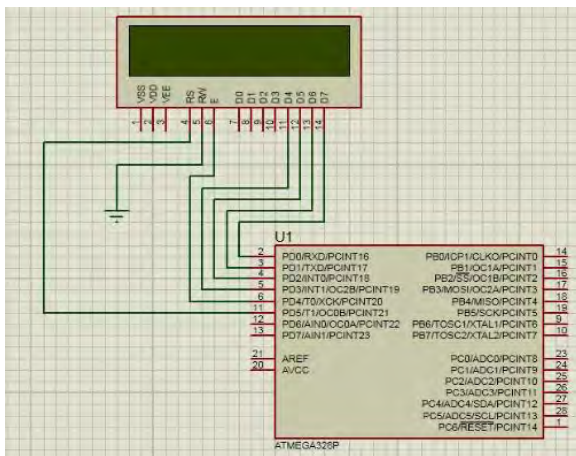 VSS VDD VEE RS RW E D0 D1 D2 D3 D4 D5 D6 D7
1 2 3 4 5 6 7 8 9 10 11 12 13 14
U1
2 PD0/RXD/PCINT16 PB0/ICP1/CLKO/PCINT0 14
3 PD1/TXD/PCINT17 PB1/OC1A/PCINT1 15
4 PD2/INT0/PCINT18 PB2/SS/OC1B/PCINT2 16
5 PD3/INT1/OC2B/PCINT19 PB3/MOSI/OC2A/PCINT3 17
6 PD4/T0/XCK/PCINT20 PB4/MISO/PCINT4 18
11 PD5/T1/OC0B/PCINT21 PB5/SCK/PCINT5 19
12 PD6/AIN0/OC0A/PCINT22 PB6/TOSC1/XTAL1/PCINT6 9
13 PD7/AIN1/PCINT23 PB7/TOSC2/XTAL2/PCINT7 10
21 AREF PC0/ADC0/PCINT8 23
20 AVCC PC1/ADC1/PCINT9 24
PC2/ADC2/PCINT10 25
PC3/ADC3/PCINT11 26
PC4/ADC4/SDA/PCINT12 27
PC5/ADC5/SCL/PCINT13 28
PC6/RESET/PCINT14 1
ATMEGA328P